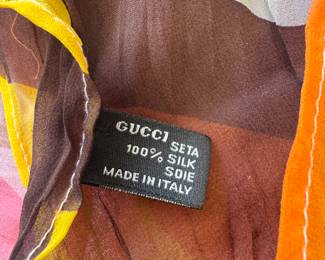 GUCCI SETA
100% SILK
SOIE
MADE IN ITALY